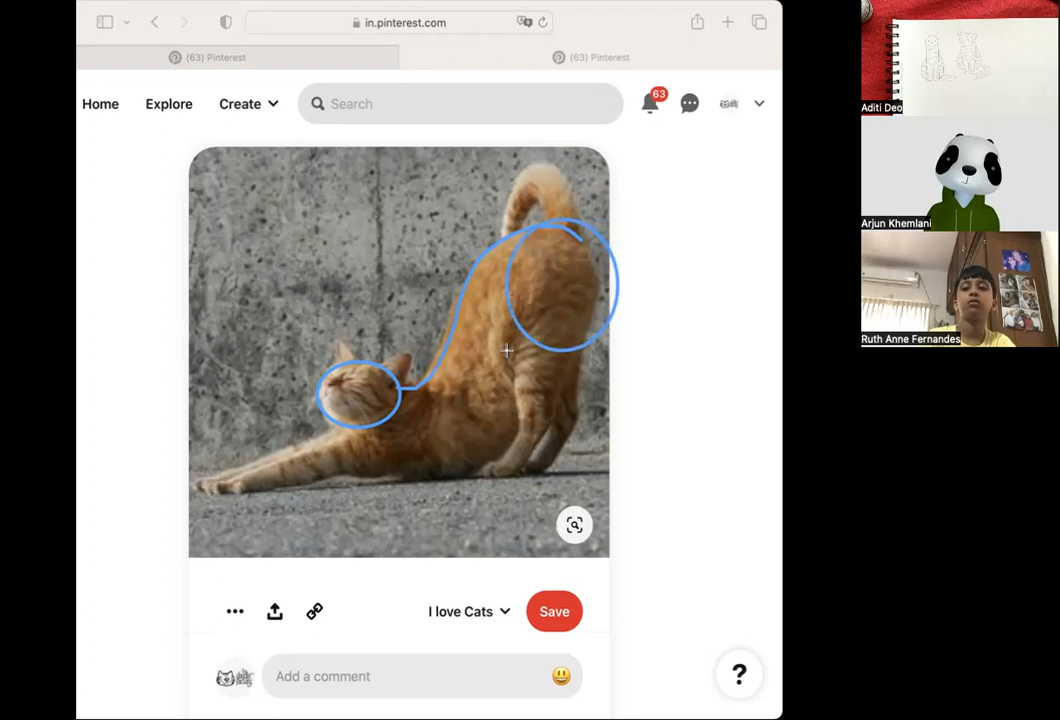 in.pinterest.com
(63) Pinterest
(63) Pinterest
Home Explore Create Search 63
I love Cats Save
Add a comment
?
Aditi Deo
Arjun Khemlani
Ruth Anne Fernandes